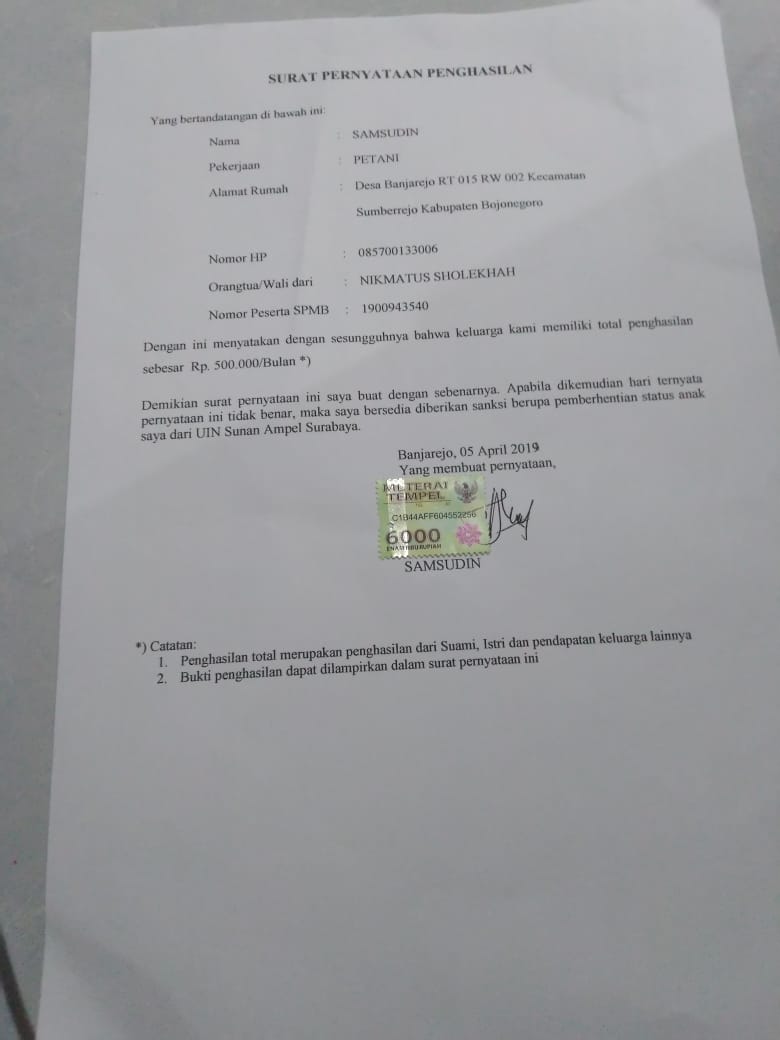 SURAT PERNYATAAN PENGHASILAN
Yang bertandatangan di bawah ini:
Nama : SAMSUDIN
Pekerjaan : PETANI
Alamat Rumah : Desa Banjarejo RT 015 RW 002 Kecamatan
Sumberrejo Kabupaten Bojonegoro
Nomor HP : 085700133006
Orangtua/Wali dari : NIKMATUS SHOLEKHAH
Nomor Peserta SPMB : 1900943540
Dengan ini menyatakan dengan sesungguhnya bahwa keluarga kami memiliki total penghasilan
sebesar Rp. 500.000/Bulan *)
Demikian surat pernyataan ini saya buat dengan sebenarnya. Apabila dikemudian hari ternyata
pernyataan ini tidak benar, maka saya bersedia diberikan sanksi berupa pemberhentian status anak
saya dari UIN Sunan Ampel Surabaya.
Banjarejo, 05 April 2019
Yang membuat pernyataan,
METERAI
TEMPEL
C1B44AFF604552256
6000
ENAM RIBU RUPIAH
SAMSUDIN
*) Catatan:
1. Penghasilan total merupakan penghasilan dari Suami, Istri dan pendapatan keluarga lainnya
2. Bukti penghasilan dapat dilampirkan dalam surat pernyataan ini